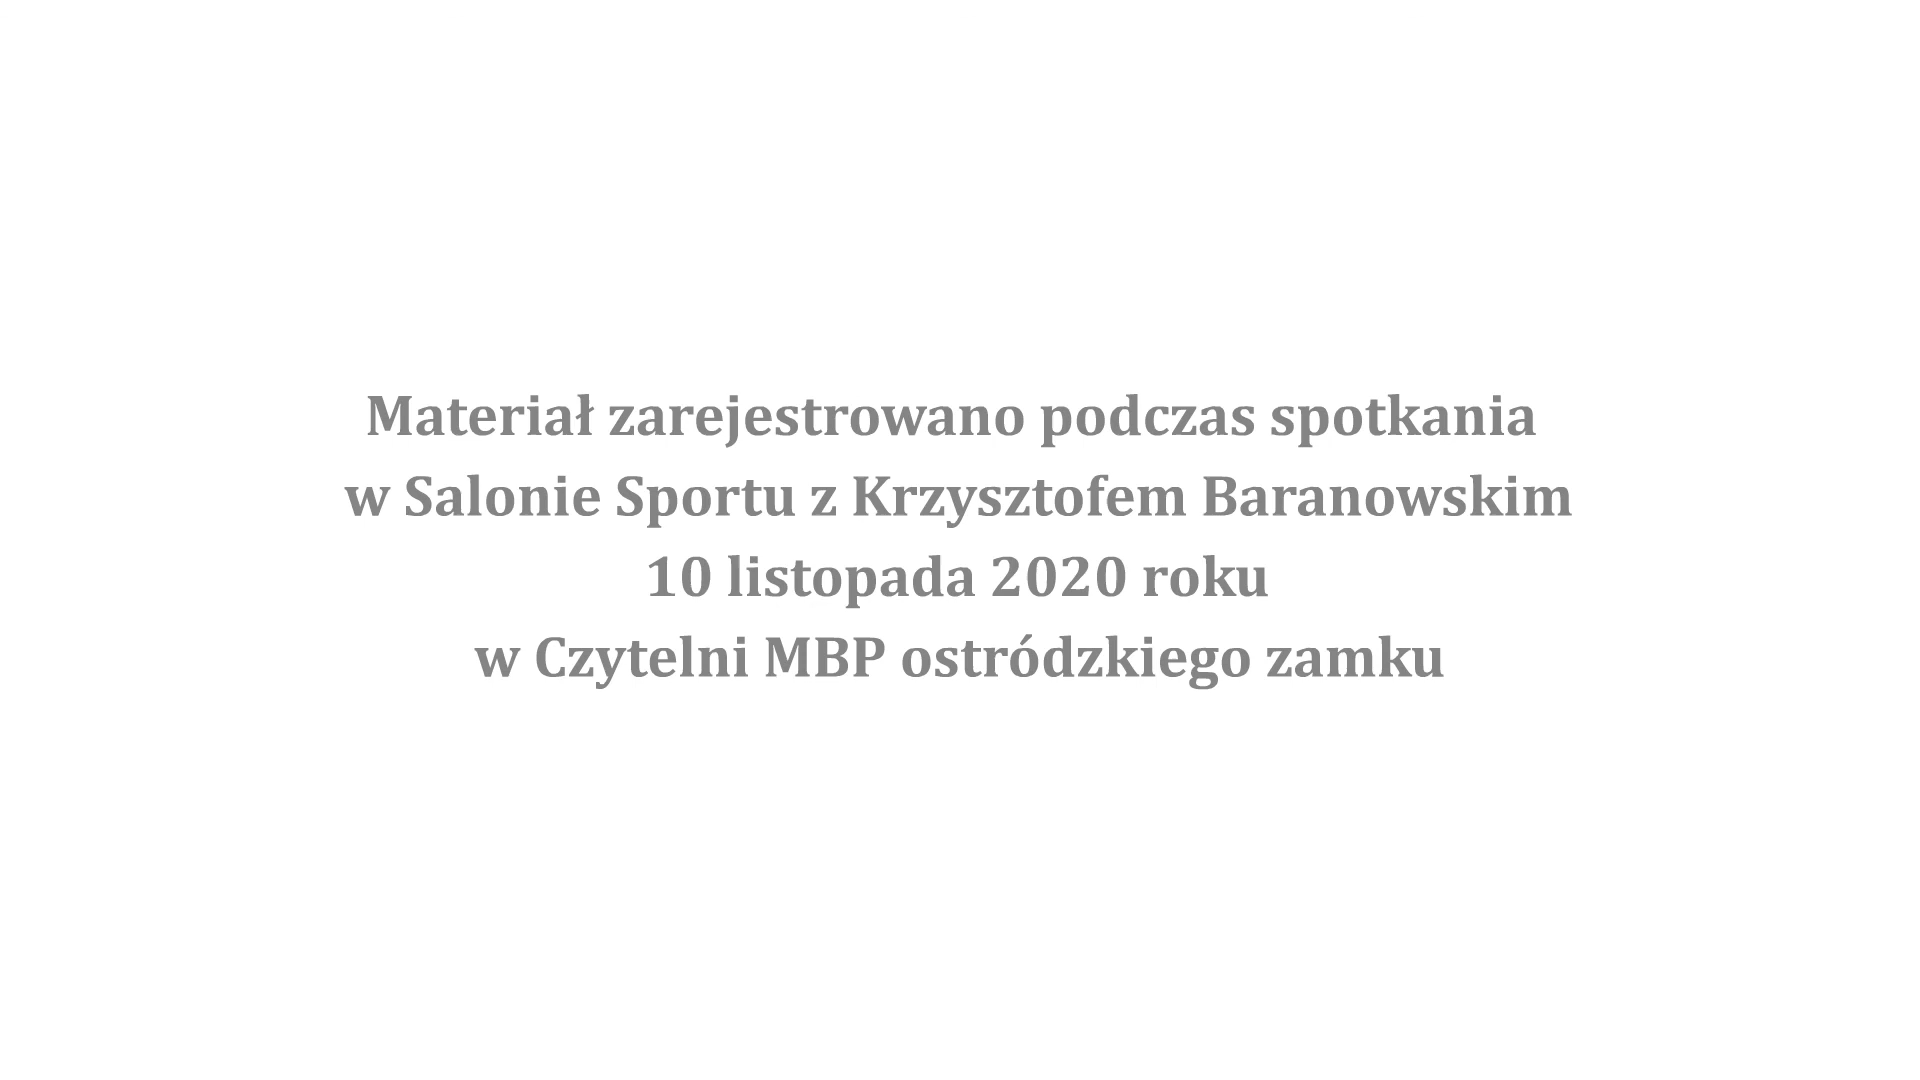 Materiał zarejestrowano podczas spotkania
w Salonie Sportu z Krzysztofem Baranowskim
10 listopada 2020 roku
w Czytelni MBP ostródzkiego zamku